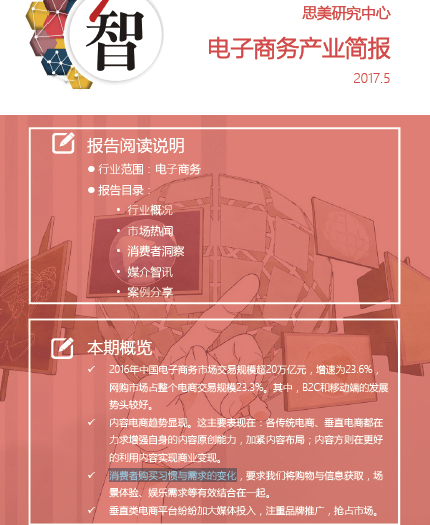 智
思美研究中心
电子商务产业简报
2017.5
报告阅读说明
● 行业范围：电子商务
● 报告目录：
• 行业概况
• 市场热闻
• 消费者洞察
• 媒介智讯
• 案例分享
本期概览
✓ 2016年中国电子商务市场交易规模超20万亿元，增速为23.6%，
网购市场占整个电商交易规模23.3%。其中，B2C和移动端的发展
势头较好。
✓ 内容电商趋势显现。这主要表现在：各传统电商、垂直电商都在
力求增强自身的内容原创能力，加紧内容布局；内容方则在更好
的利用内容实现商业变现。
✓ 消费者购买习惯与需求的变化，要求我们将购物与信息获取，场
景体验、娱乐需求等有效结合在一起。
✓ 垂直类电商平台纷纷加大媒体投入，注重品牌推广，抢占市场。